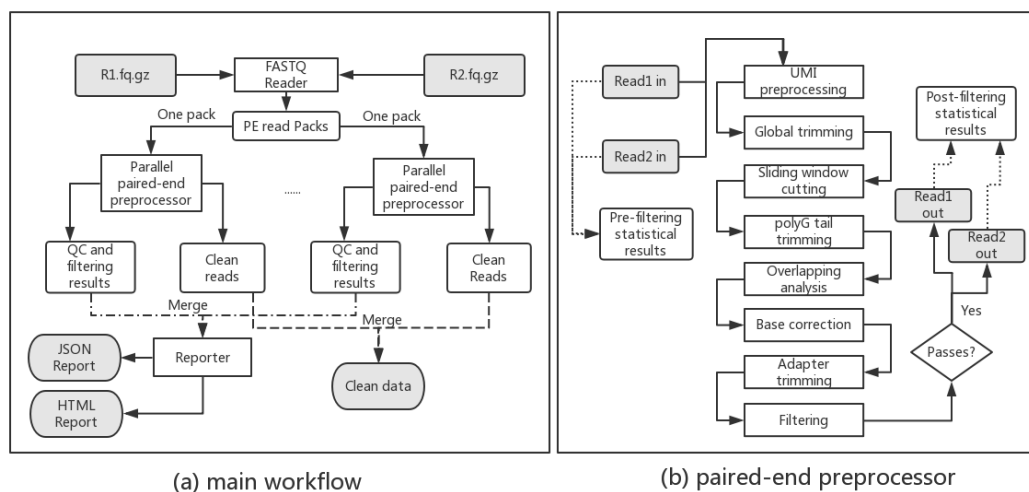 R1.fq.gz
FASTQ
Reader
R2.fq.gz
One pack
PE read Packs
One pack
Parallel
paired-end
preprocessor
......
Parallel
paired-end
preprocessor
QC and
filtering
results
Clean
reads
QC and
filtering
results
Clean
Reads
Merge
Merge
JSON
Report
Reporter
HTML
Report
Clean data
(a) main workflow
Read1 in
Read2 in
Pre-filtering
statistical
results
UMI
preprocessing
Global trimming
Sliding window
cutting
polyG tail
trimming
Overlapping
analysis
Base correction
Adapter
trimming
Filtering
Passes?
Yes
Read1
out
Read2
out
Post-filtering
statistical
results
(b) paired-end preprocessor